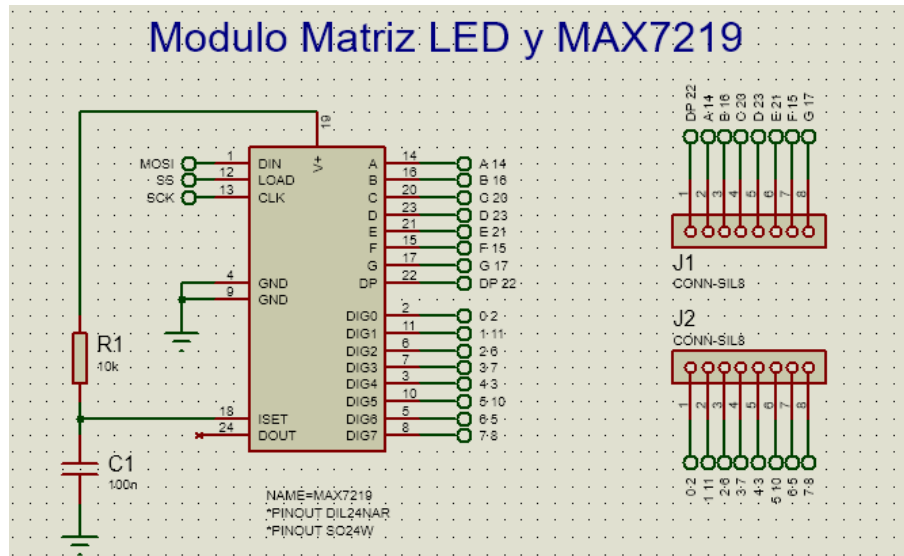 Modulo Matriz LED y MAX7219
19
V+
MOSI 1 DIN
SS 12 LOAD
SCK 13 CLK
4 GND
9 GND
R1
10k
18 ISET
24 DOUT
C1
100n
A 14 A 14
B 16 B 16
C 20 C 20
D 23 D 23
E 21 E 21
F 15 F 15
G 17 G 17
DP 22 DP 22
DIG0 2 0-2
DIG1 11 1-11
DIG2 6 2-6
DIG3 7 3-7
DIG4 3 4-3
DIG5 10 5-10
DIG6 5 6-5
DIG7 8 7-8
NAME=MAX7219
*PINOUT DIL24NAR
*PINOUT SO24W
DP 22 A 14 B 16 C 20 D 23 E 21 F 15 G 17
1 2 3 4 5 6 7 8
J1
CONN-SIL8
J2
CONN-SIL8
1 2 3 4 5 6 7 8
0-2 1 11 2-6 3-7 4-3 5 10 6-5 7-8